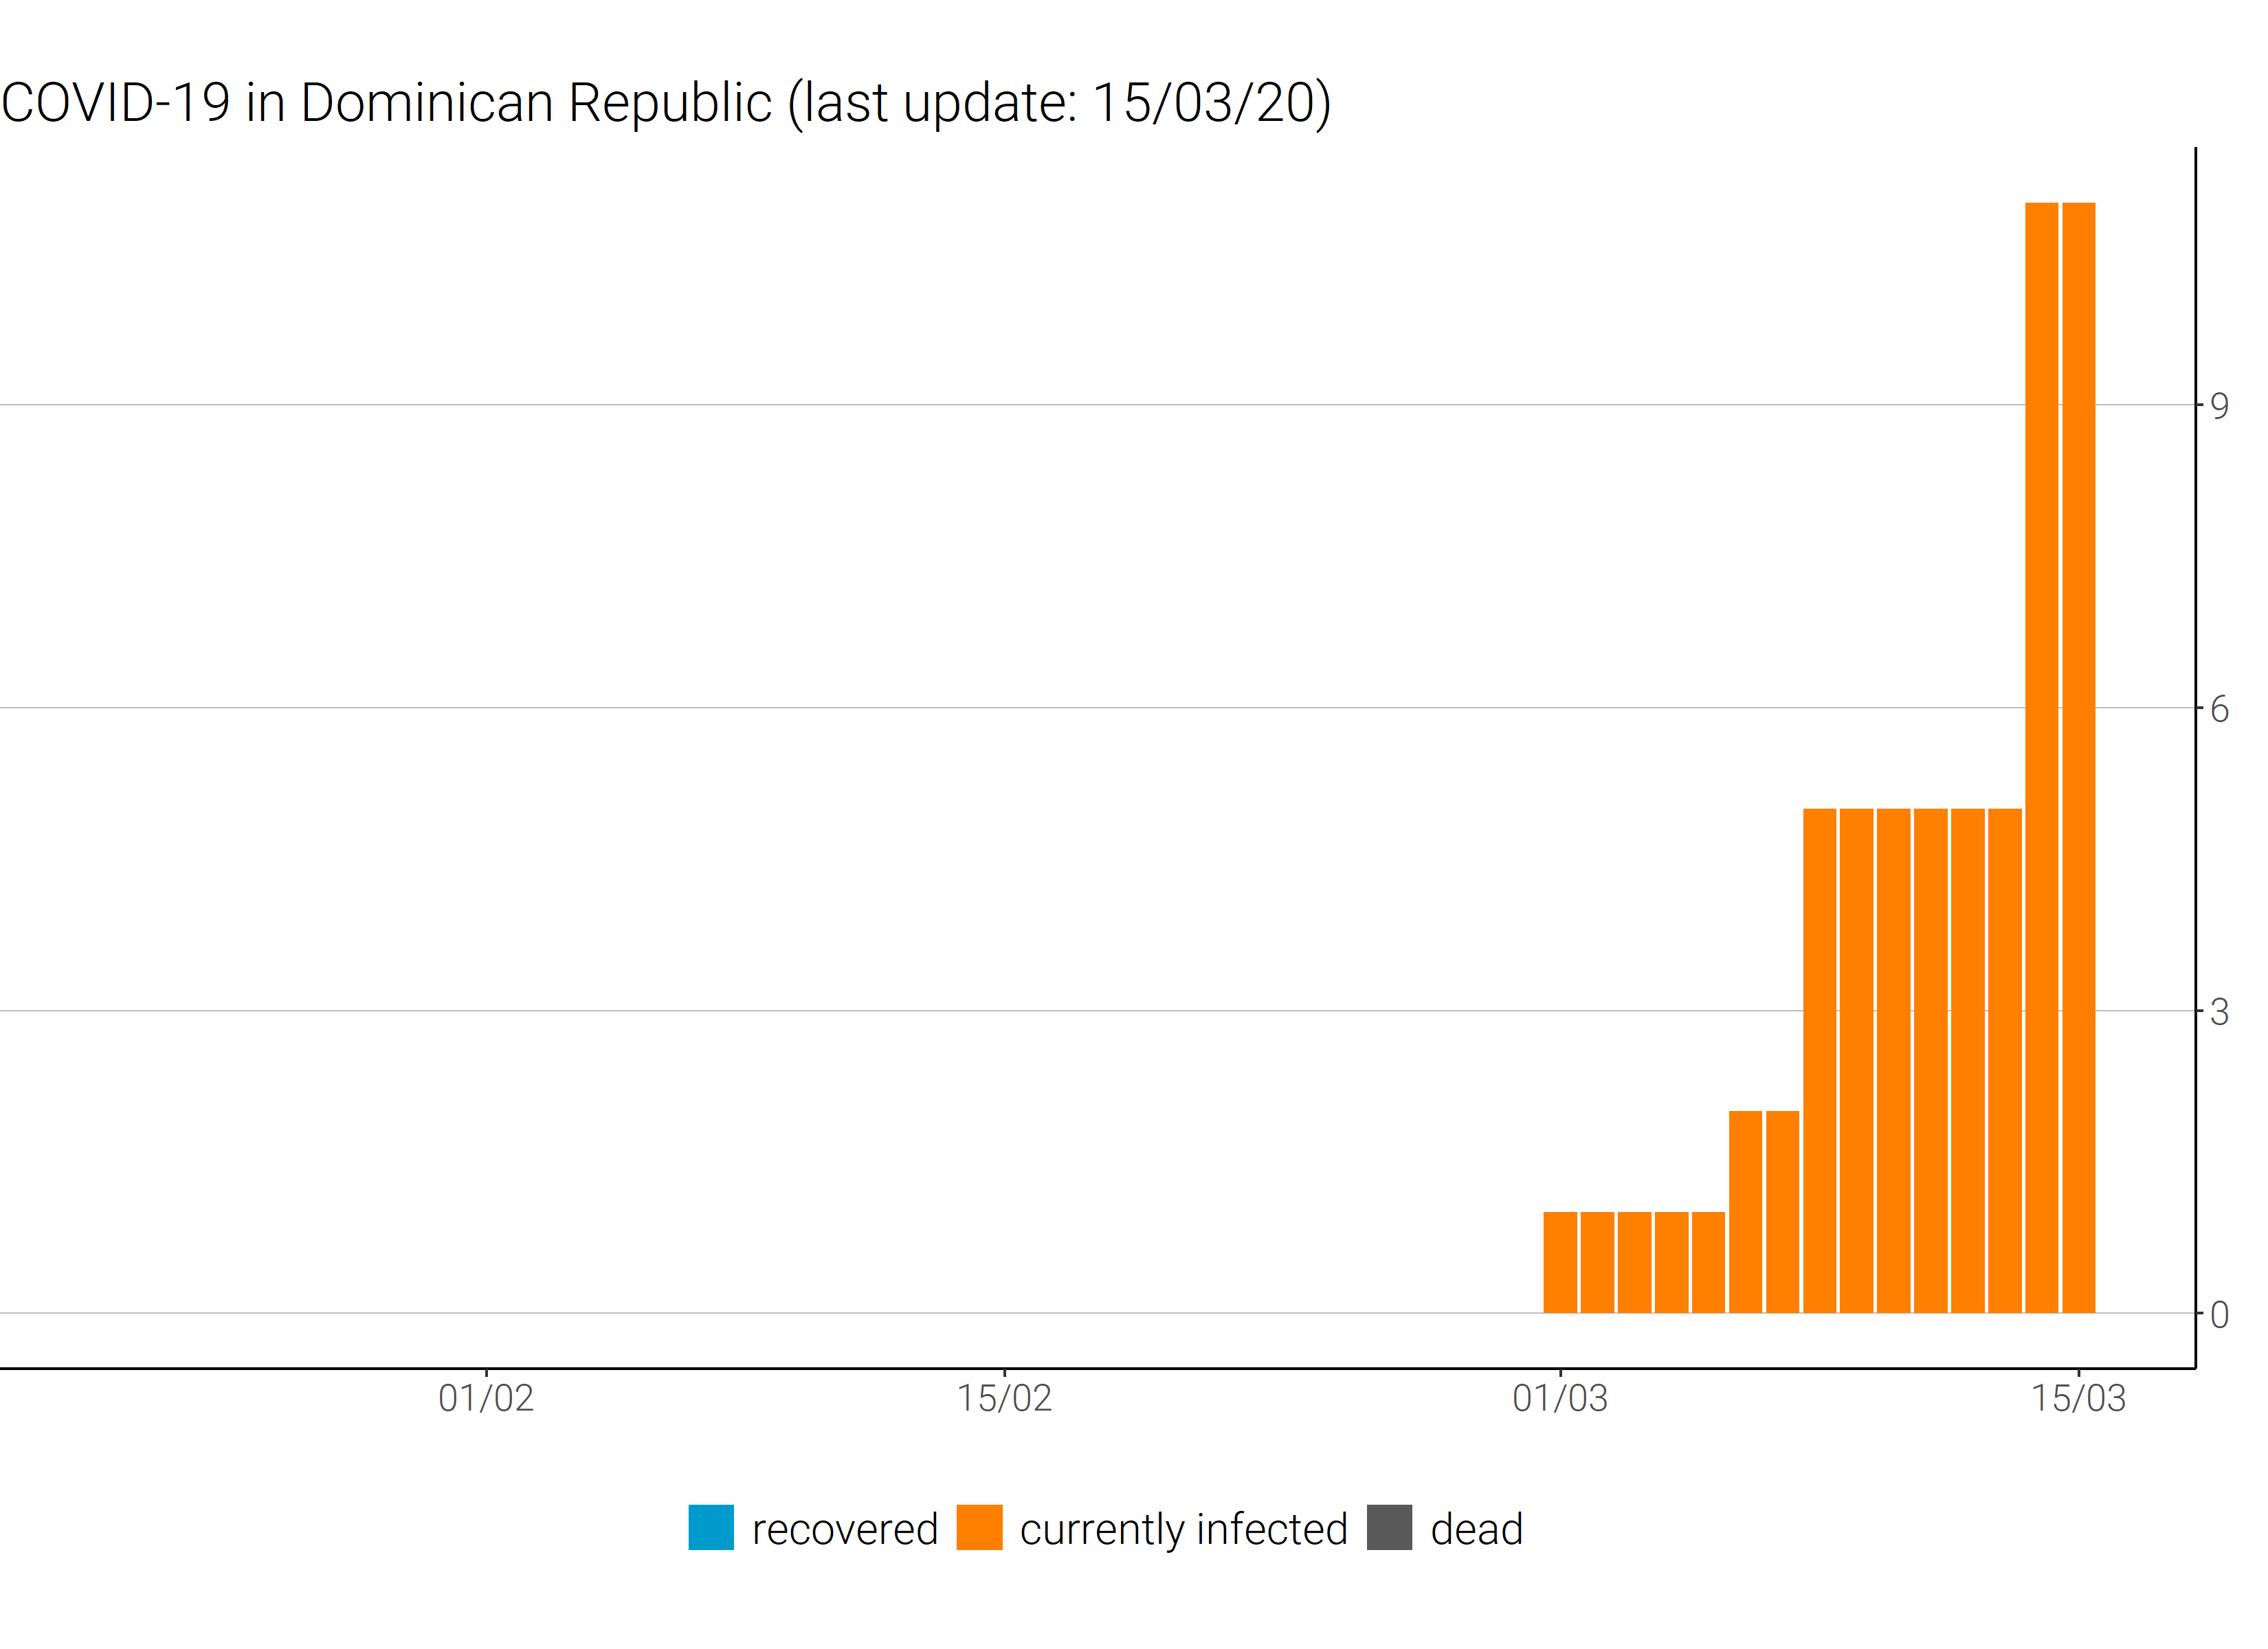 COVID-19 in Dominican Republic (last update: 15/03/20)
9
6
3
0
01/02 15/02 01/03 15/03
recovered currently infected dead